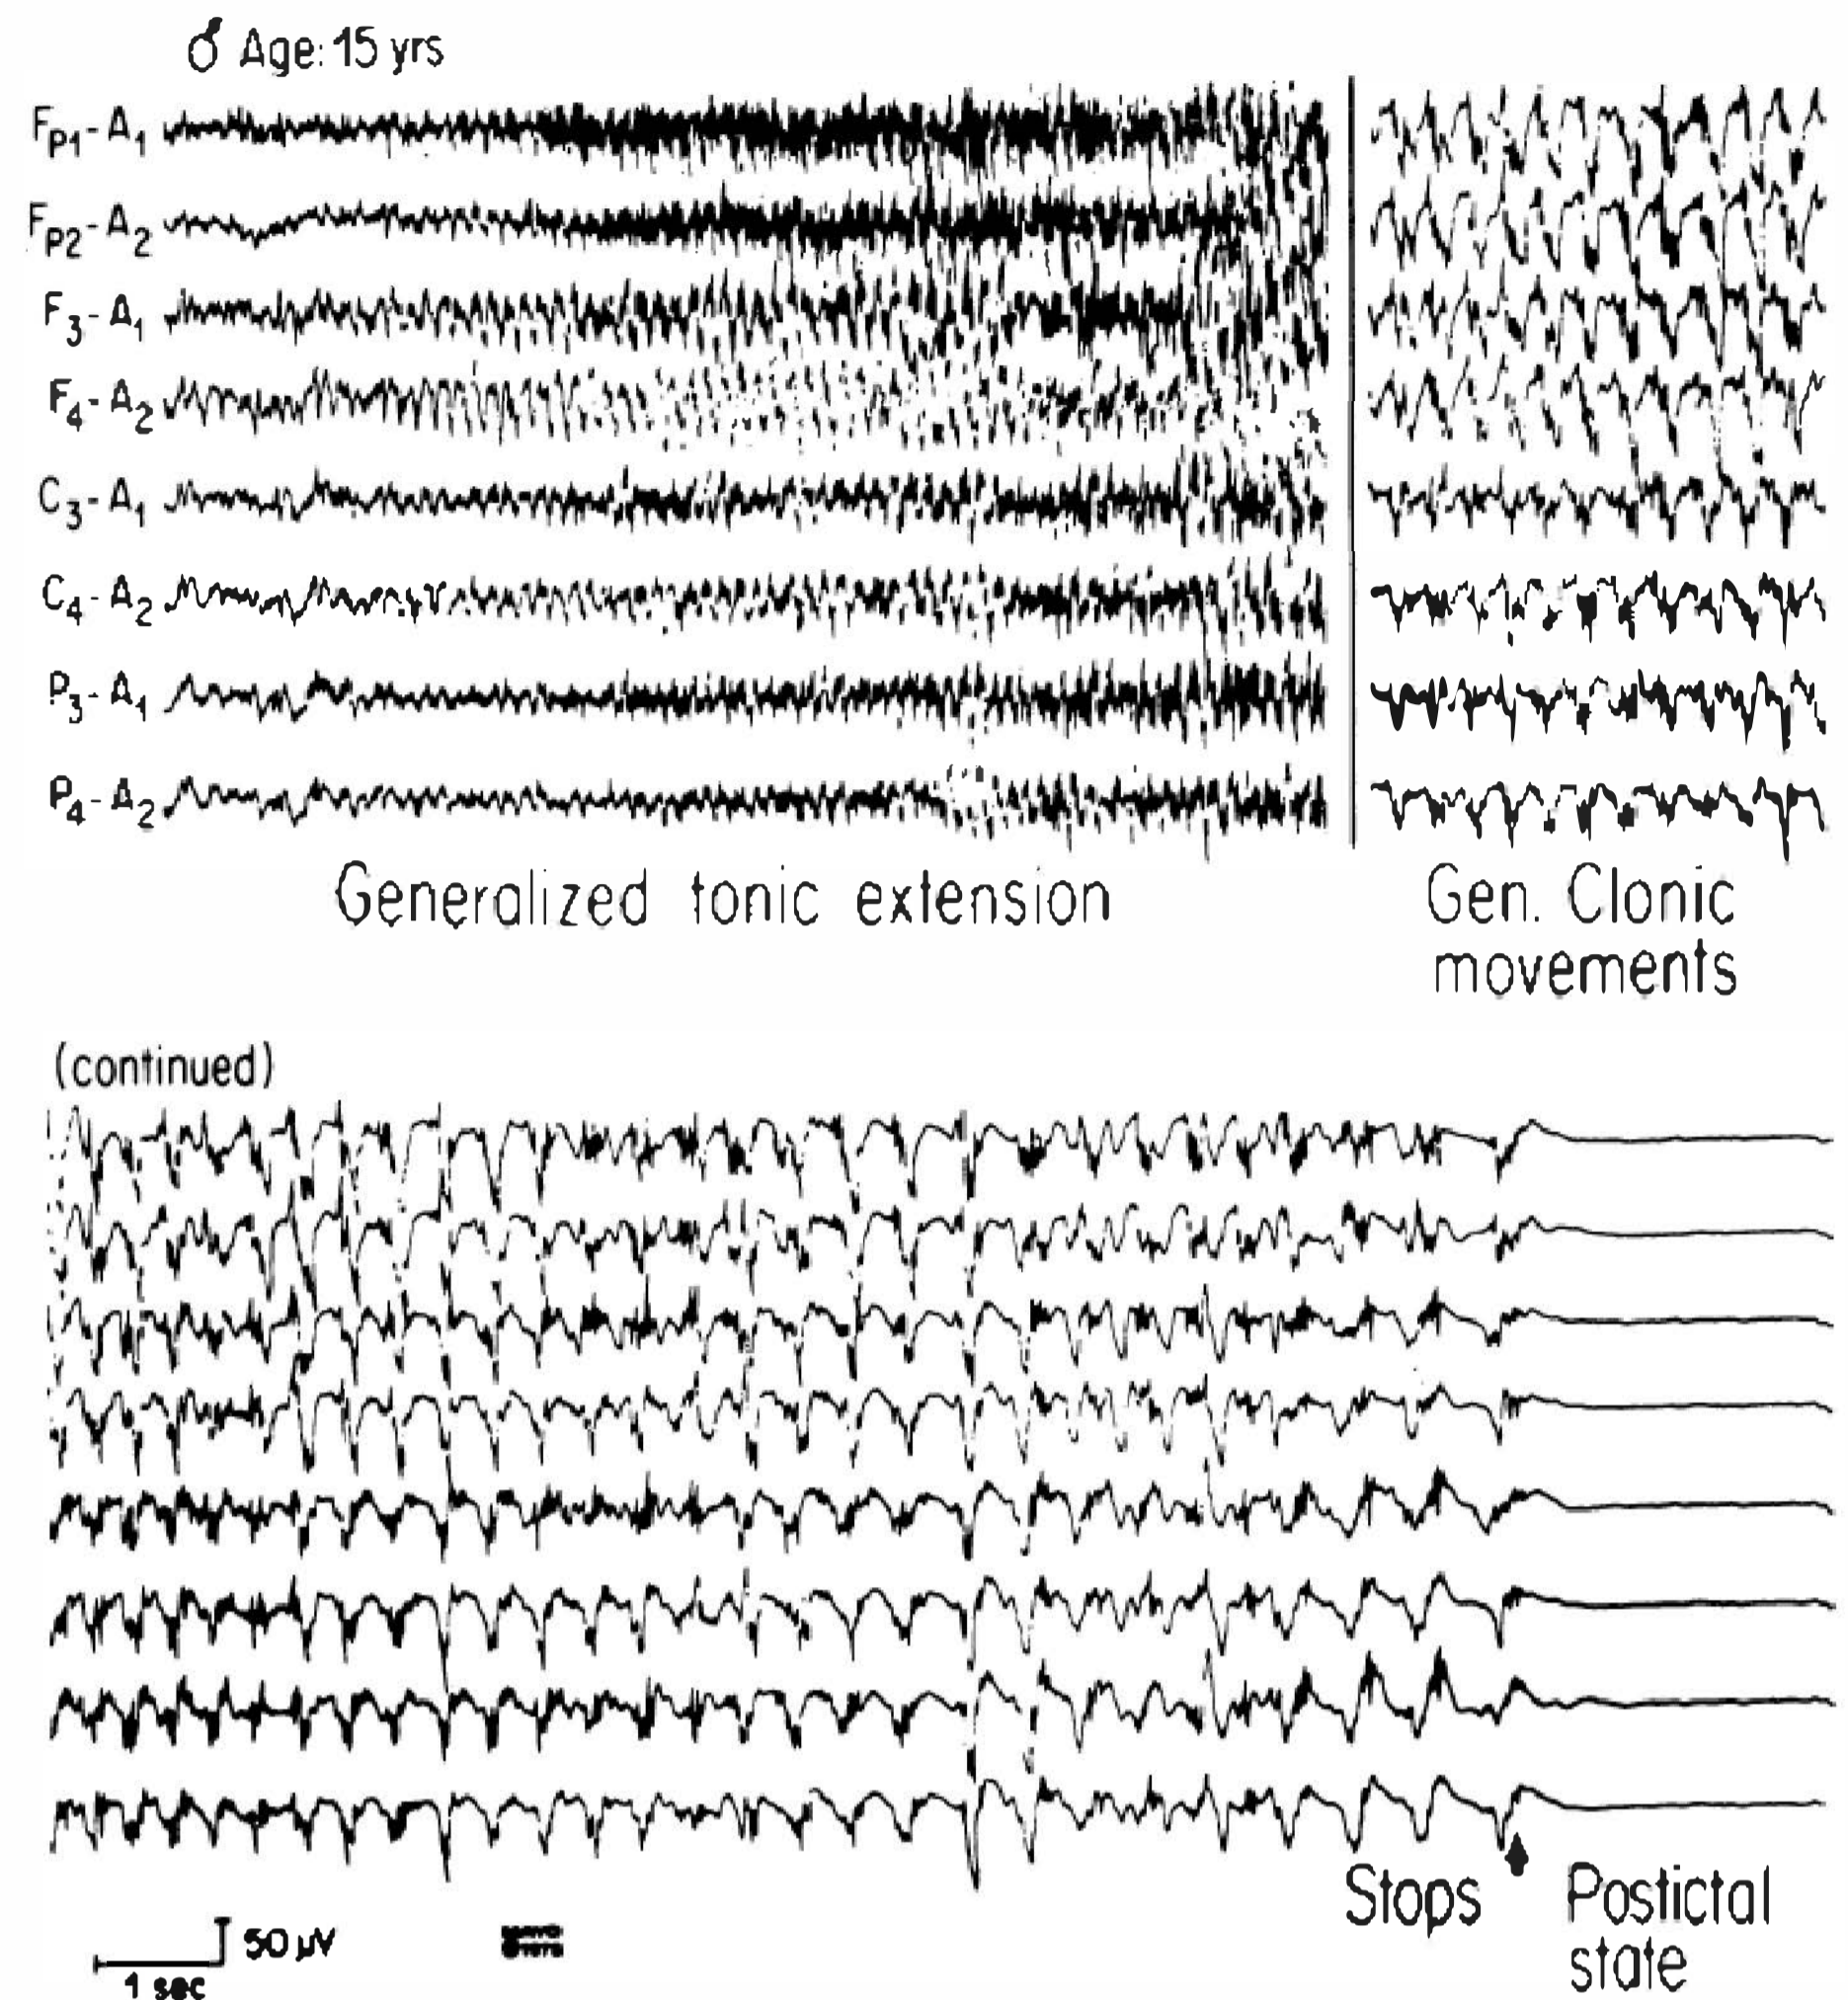 ♂ Age: 15 yrs
FP1-A1
FP2-A2
F3-A1
F4-A2
C3-A1
C4-A2
P3-A1
P4-A2
Generalized tonic extension
Gen. Clonic
movements
(continued)
Stops
Postictal
state
50 µV
1 sec